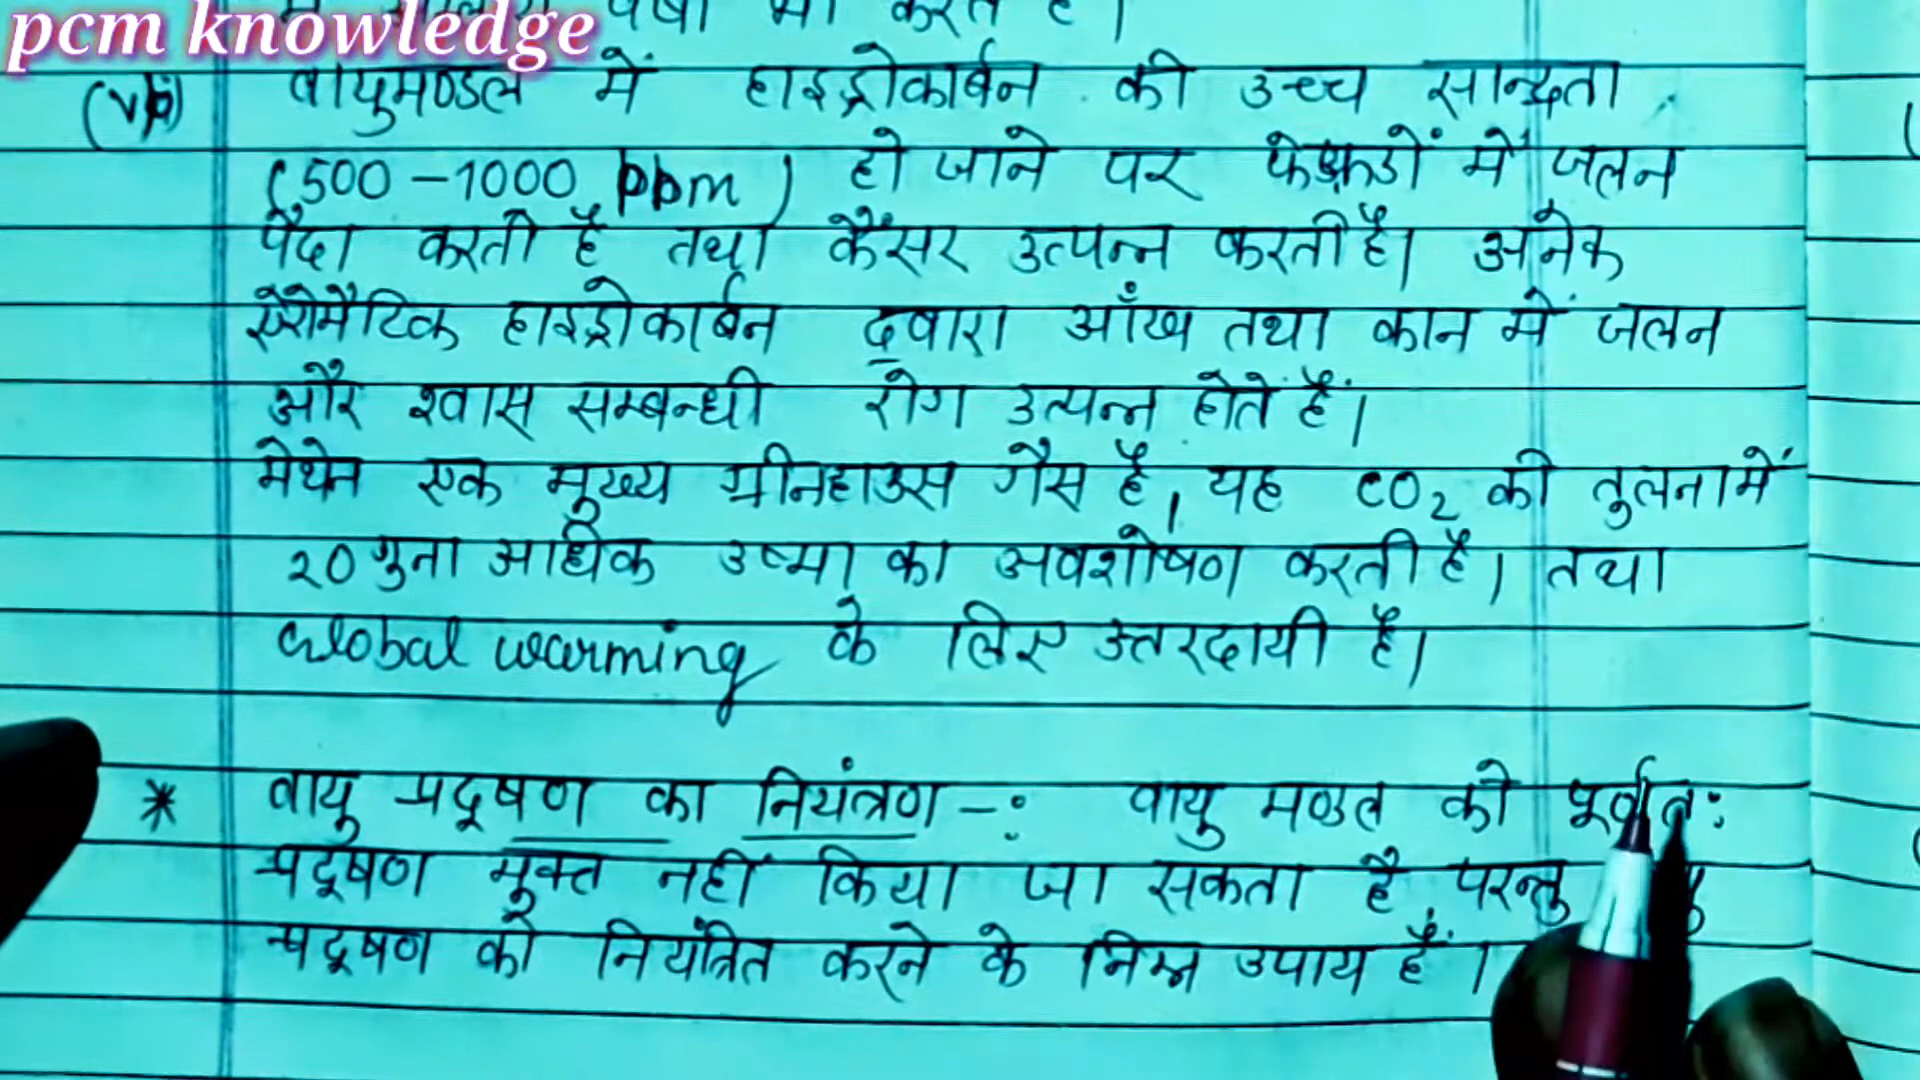 pcm knowledge
करते है।
वायुमण्डल में हाइड्रोकार्बन की उच्च सान्द्रता
(500-1000 ppm) हो जाने पर फेफड़ों में जलन
पैदा करती है तथा कैंसर उत्पन्न करती है। अनेक
ऐरोमैटिक हाइड्रोकार्बन द्वारा आँख तथा कान में जलन
और श्वास सम्बन्धी रोग उत्पन्न होते हैं।
मेथेन एक मुख्य ग्रीनहाउस गैस है, यह CO2 की तुलना में
20 गुना अधिक उष्मा का अवशोषण करती है। तथा
Global warming के लिए उत्तरदायी है।
* वायु प्रदूषण का नियंत्रण -: वायु मण्डल को पूर्णतः
प्रदूषण मुक्त नहीं किया जा सकता है, परन्तु
प्रदूषण को नियंत्रित करने के निम्न उपाय हैं।